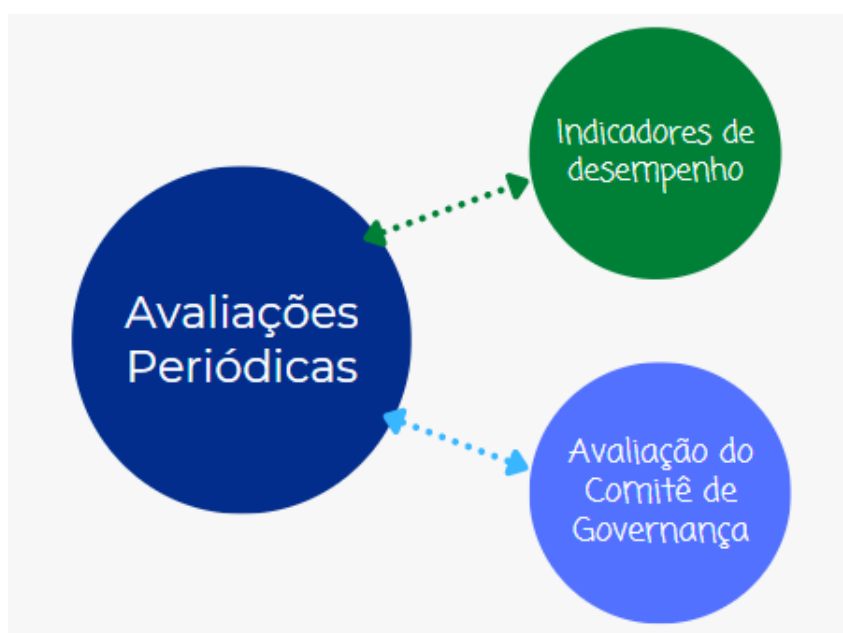 Indicadores de
desempenho
Avaliações
Periódicas
Avaliação do
Comitê de
Governança